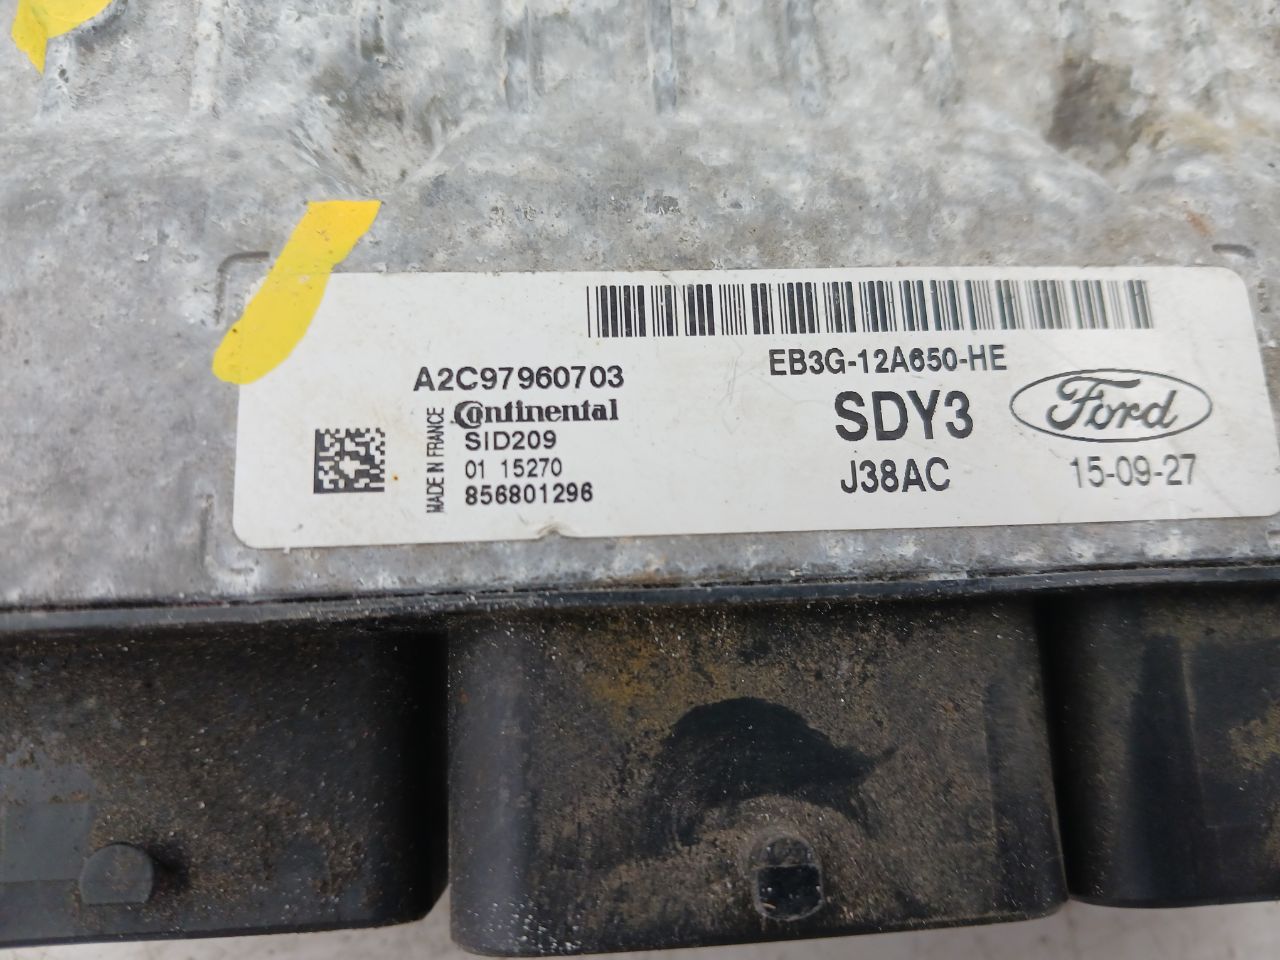 A2C97960703
Continental
MADE IN FRANCE
SID209
01 15270
856801296
EB3G-12A650-HE
SDY3
J38AC
Ford
15-09-27